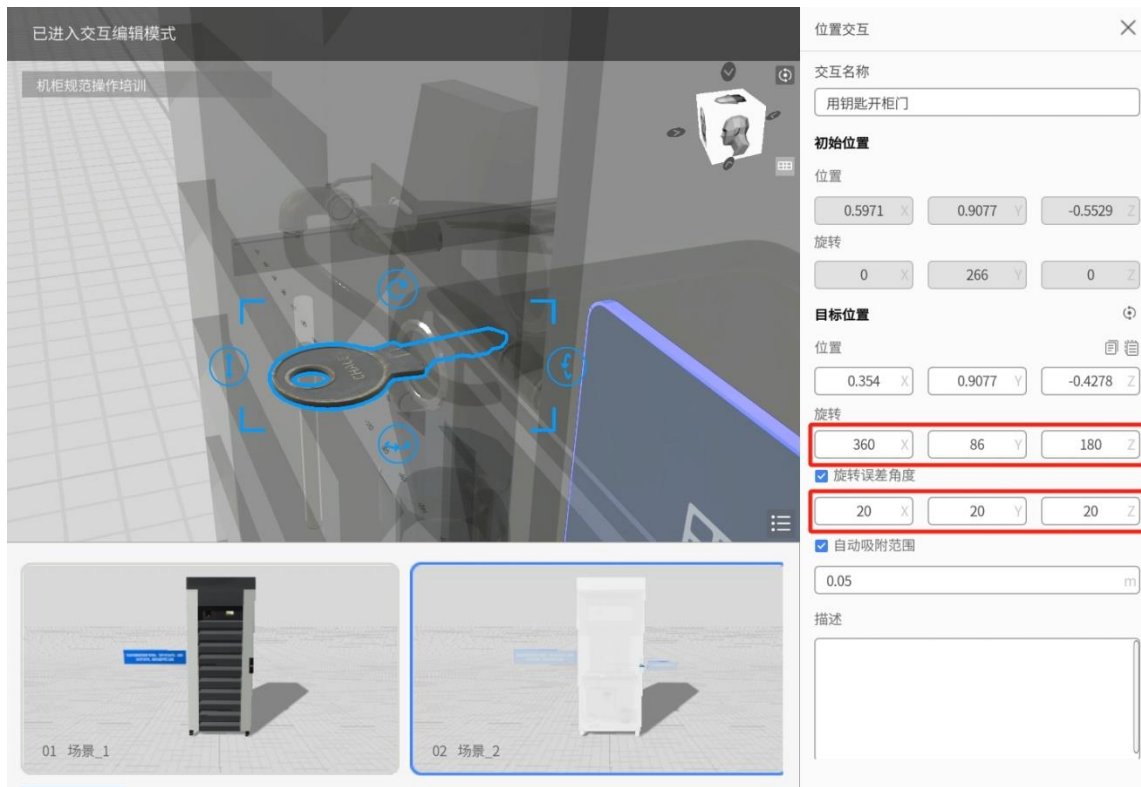 已进入交互编辑模式
机柜规范操作培训
01 场景_1
02 场景_2
位置交互
交互名称
用钥匙开柜门
初始位置
位置
0.5971 X 0.9077 Y -0.5529 Z
旋转
0 X 266 Y 0 Z
目标位置
位置
0.354 X 0.9077 Y -0.4278 Z
旋转
360 X 86 Y 180 Z
旋转误差角度
20 X 20 Y 20 Z
自动吸附范围
0.05 m
描述